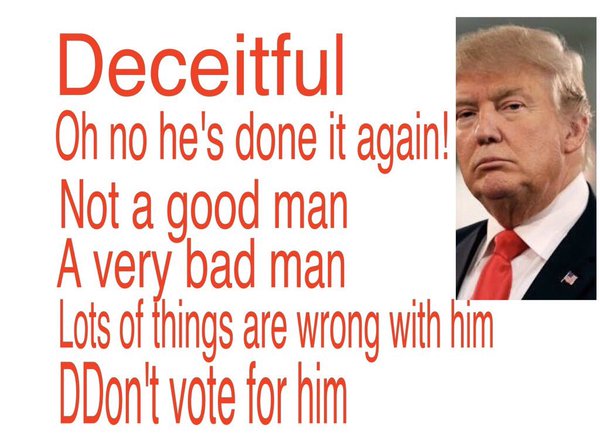 Deceitful
Oh no he's done it again!
Not a good man
A very bad man
Lots of things are wrong with him
DDon't vote for him